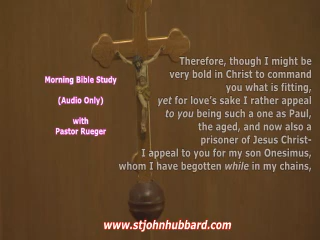 Morning Bible Study
(Audio Only)
with
Pastor Rueger
Therefore, though I might be
very bold in Christ to command
you what is fitting,
yet for love's sake I rather appeal
to you being such a one as Paul,
the aged, and now also a
prisoner of Jesus Christ-
I appeal to you for my son Onesimus,
whom I have begotten while in my chains,
www.stjohnhubbard.com